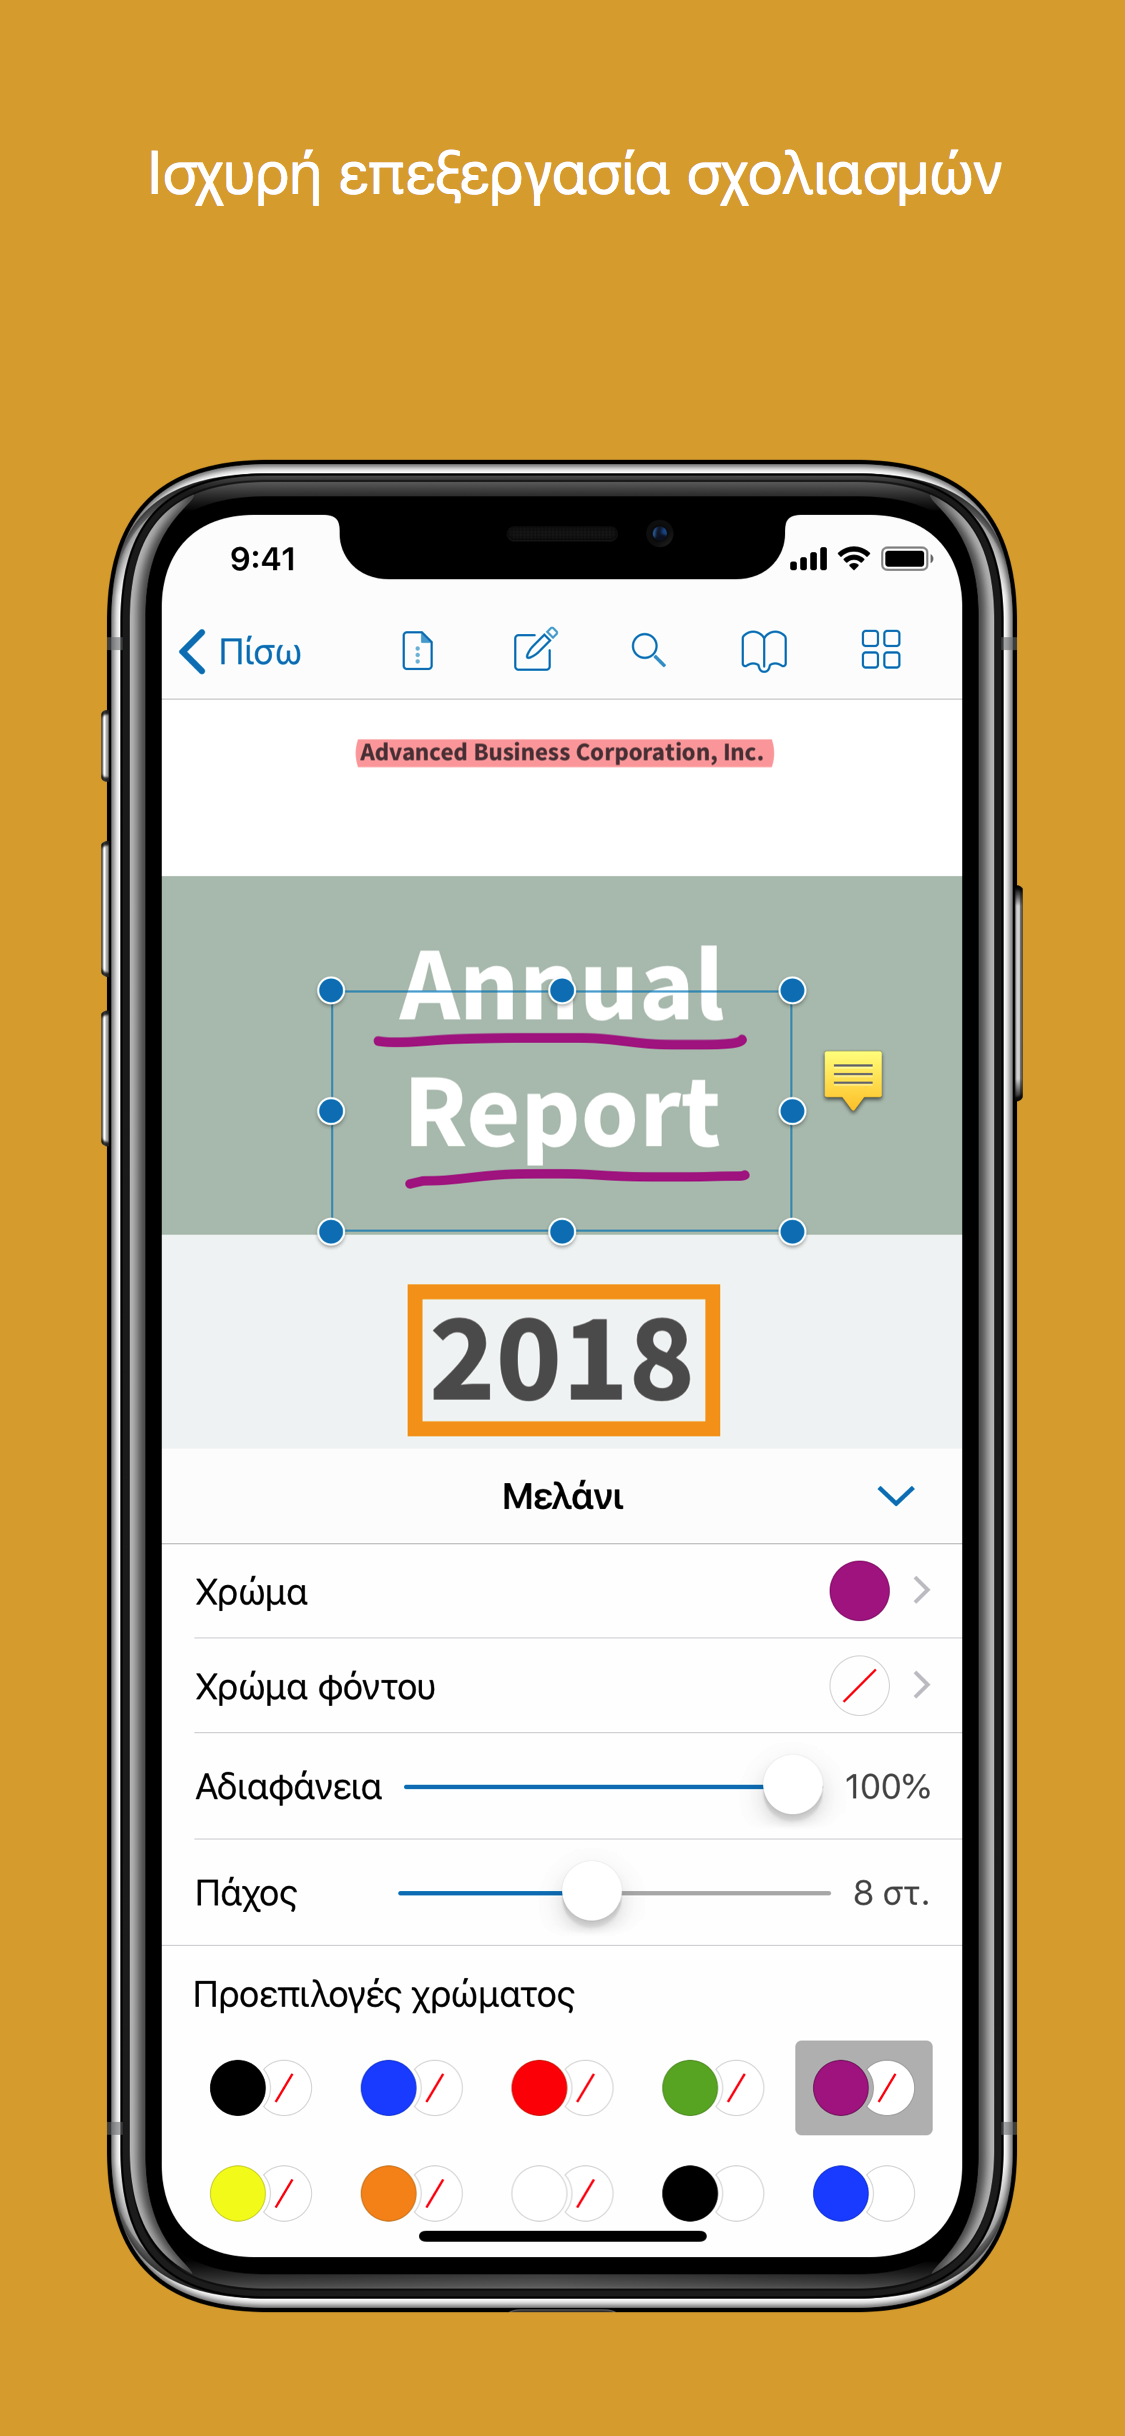 Ισχυρή επεξεργασία σχολιασμών
9:41
Πίσω
Advanced Business Corporation, Inc.
Annual
Report
2018
Μελάνι
Χρώμα
Χρώμα φόντου
Αδιαφάνεια 100%
Πάχος 8 στ.
Προεπιλογές χρώματος